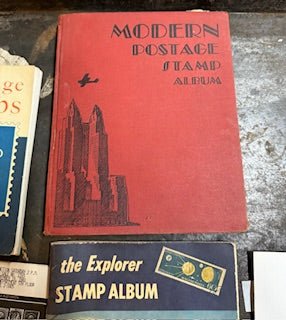 MODERN
POSTAGE
STAMP
ALBUM
the Explorer
STAMP ALBUM